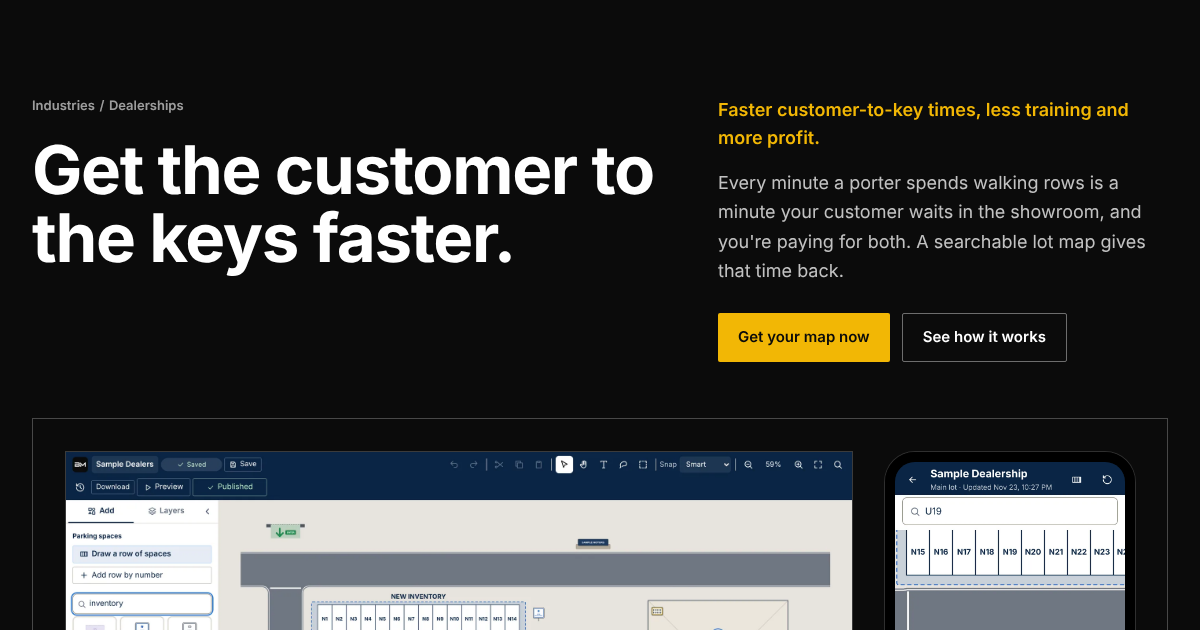 Industries / Dealerships
Get the customer to
the keys faster.
Faster customer-to-key times, less training and
more profit.
Every minute a porter spends walking rows is a
minute your customer waits in the showroom, and
you're paying for both. A searchable lot map gives
that time back.
Get your map now
See how it works
Sample Dealers
Saved
Save
Snap
Smart
59%
Download
Preview
Published
Add
Layers
Parking spaces
Draw a row of spaces
Add row by number
inventory
NEW INVENTORY
N1 N2 N3 N4 N5 N6 N7 N8 N9 N10 N11 N12 N13 N14
Sample Dealership
Main lot · Updated Nov 23, 10:27 PM
U19
N15 N16 N17 N18 N19 N20 N21 N22 N23